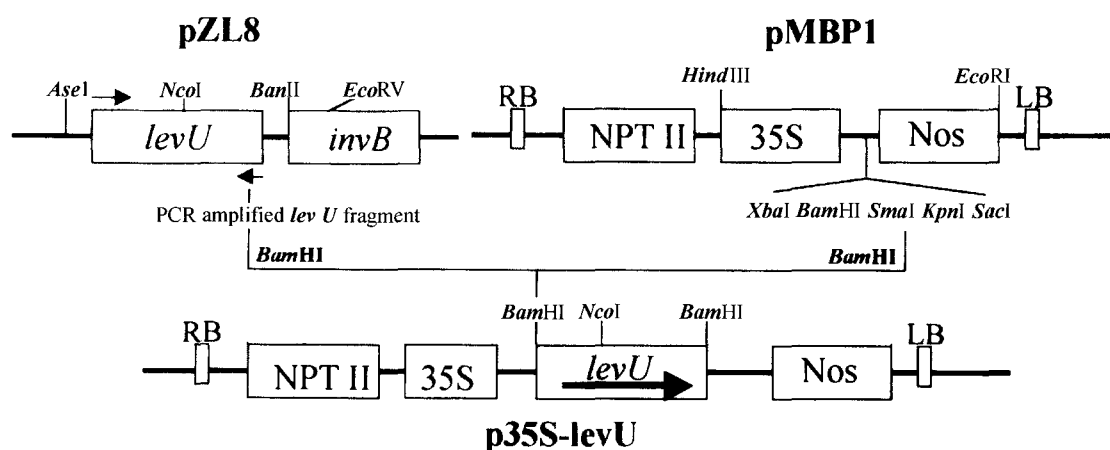 pZL8
pMBP1
AseI NcoI BanII EcoRV
levU invB
RB HindIII EcoRI LB
NPT II 35S Nos
PCR amplified lev U fragment
XbaI BamHI SmaI KpnI SacI
BamHI BamHI
BamHI NcoI BamHI
RB LB
NPT II 35S levU Nos
p35S-levU